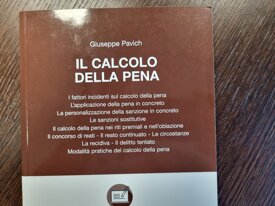 Giuseppe Pavich
IL CALCOLO
DELLA PENA
I fattori incidenti sul calcolo della pena
L'applicazione della pena in concreto
La personalizzazione della sanzione in concreto
Le sanzioni sostitutive
Il calcolo della pena nei riti premiali e nell'oblazione
Il concorso di reati - Il reato continuato - Le circostanze
La recidiva - Il delitto tentato
Modalità pratiche del calcolo della pena